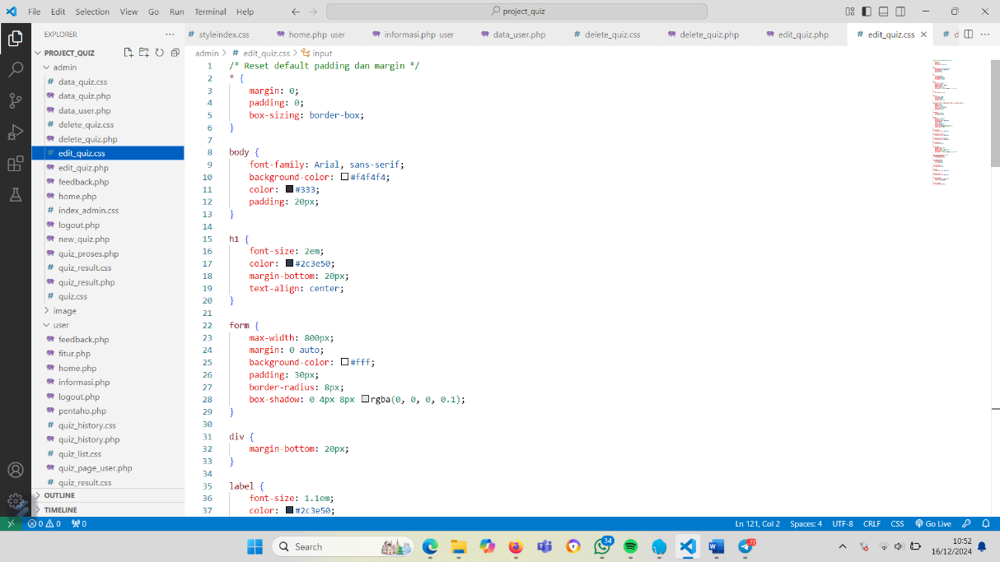 File Edit Selection View Go Run Terminal Help
project_quiz
EXPLORER
styleindex.css
home.php user
informasi.php user
data_user.php
delete_quiz.css
delete_quiz.php
edit_quiz.php
edit_quiz.css
PROJECT_QUIZ
admin
data_quiz.css
data_quiz.php
data_user.php
delete_quiz.css
delete_quiz.php
edit_quiz.css
edit_quiz.php
feedback.php
home.php
index_admin.css
logout.php
new_quiz.php
quiz_proses.php
quiz_result.css
quiz_result.php
quiz.css
image
user
feedback.php
fitur.php
home.php
informasi.php
logout.php
pentaho.php
quiz_history.css
quiz_history.php
quiz_list.css
quiz_page_user.php
quiz_result.css
OUTLINE
TIMELINE
admin > # edit_quiz.css > input
1 /* Reset default padding dan margin */
2 * {
3 margin: 0;
4 padding: 0;
5 box-sizing: border-box;
6 }
7
8 body {
9 font-family: Arial, sans-serif;
10 background-color: #f4f4f4;
11 color: #333;
12 padding: 20px;
13 }
14
15 h1 {
16 font-size: 2em;
17 color: #2c3e50;
18 margin-bottom: 20px;
19 text-align: center;
20 }
21
22 form {
23 max-width: 800px;
24 margin: 0 auto;
25 background-color: #fff;
26 padding: 30px;
27 border-radius: 8px;
28 box-shadow: 0 4px 8px rgba(0, 0, 0, 0.1);
29 }
30
31 div {
32 margin-bottom: 20px;
33 }
34
35 label {
36 font-size: 1.1em;
37 color: #2c3e50;
0 0 0
Ln 121, Col 2 Spaces: 4 UTF-8 CRLF CSS Go Live
Search
34
72
10:52
16/12/2024